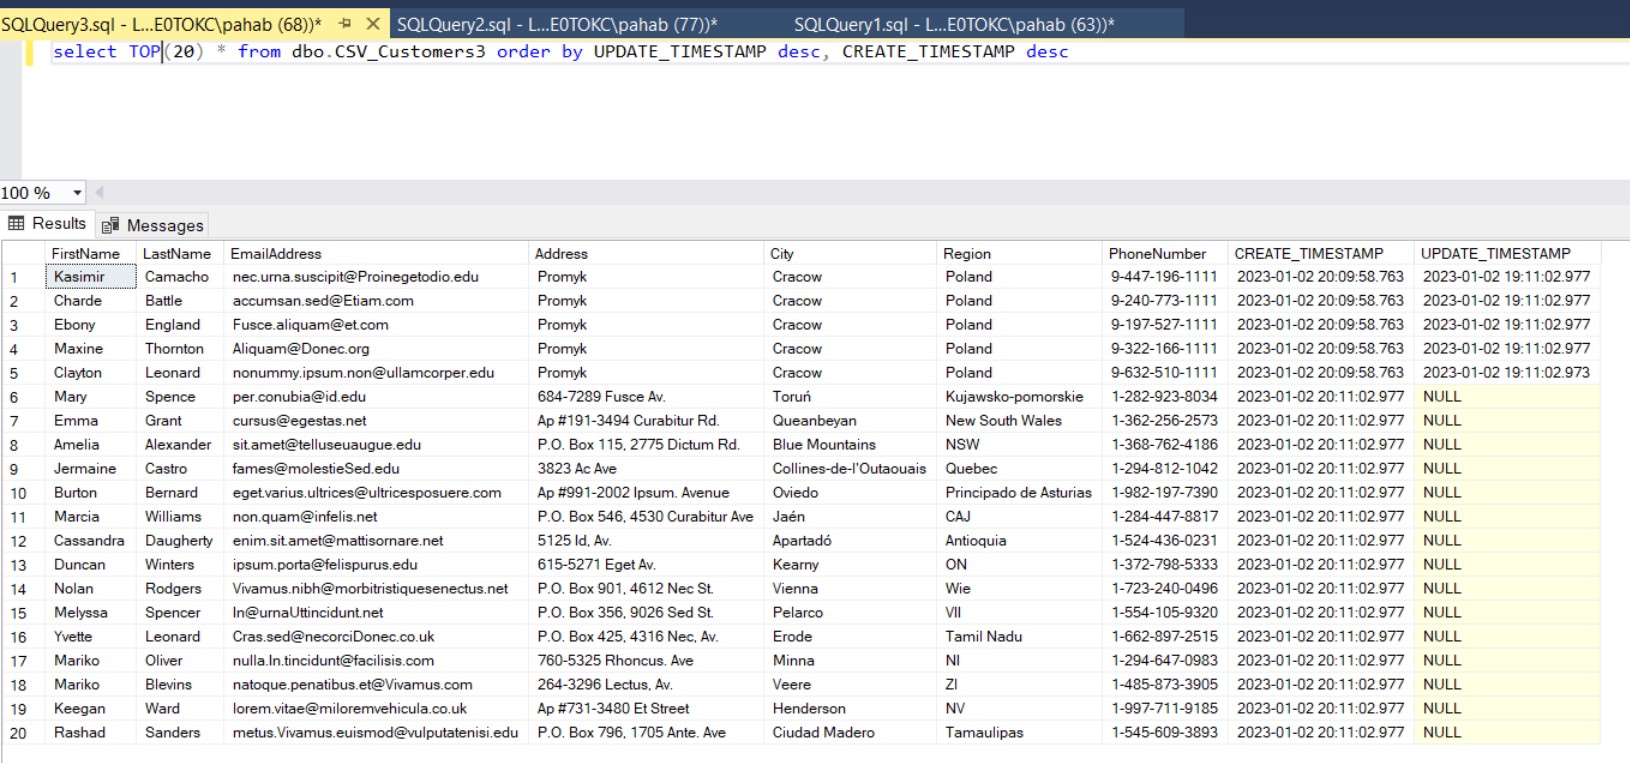 SQLQuery3.sql - L...E0TOKC\pahab (68))* SQLQuery2.sql - L...E0TOKC\pahab (77))* SQLQuery1.sql - L...E0TOKC\pahab (63))*
select TOP(20) * from dbo.CSV_Customers3 order by UPDATE_TIMESTAMP desc, CREATE_TIMESTAMP desc
100 %
Results Messages
FirstName LastName EmailAddress Address City Region PhoneNumber CREATE_TIMESTAMP UPDATE_TIMESTAMP
1 Kasimir Camacho nec.urna.suscipit@Proinegetodio.edu Promyk Cracow Poland 9-447-196-1111 2023-01-02 20:09:58.763 2023-01-02 19:11:02.977
2 Charde Battle accumsan.sed@Etiam.com Promyk Cracow Poland 9-240-773-1111 2023-01-02 20:09:58.763 2023-01-02 19:11:02.977
3 Ebony England Fusce.aliquam@et.com Promyk Cracow Poland 9-197-527-1111 2023-01-02 20:09:58.763 2023-01-02 19:11:02.977
4 Maxine Thornton Aliquam@Donec.org Promyk Cracow Poland 9-322-166-1111 2023-01-02 20:09:58.763 2023-01-02 19:11:02.977
5 Clayton Leonard nonummy.ipsum.non@ullamcorper.edu Promyk Cracow Poland 9-632-510-1111 2023-01-02 20:09:58.763 2023-01-02 19:11:02.973
6 Mary Spence per.conubia@id.edu 684-7289 Fusce Av. Toruń Kujawsko-pomorskie 1-282-923-8034 2023-01-02 20:11:02.977 NULL
7 Emma Grant cursus@egestas.net Ap #191-3494 Curabitur Rd. Queanbeyan New South Wales 1-362-256-2573 2023-01-02 20:11:02.977 NULL
8 Amelia Alexander sit.amet@telluseuaugue.edu P.O. Box 115, 2775 Dictum Rd. Blue Mountains NSW 1-368-762-4186 2023-01-02 20:11:02.977 NULL
9 Jermaine Castro fames@molestieSed.edu 3823 Ac Ave Collines-de-l'Outaouais Quebec 1-294-812-1042 2023-01-02 20:11:02.977 NULL
10 Burton Bernard eget.varius.ultrices@ultricesposuere.com Ap #991-2002 Ipsum. Avenue Oviedo Principado de Asturias 1-982-197-7390 2023-01-02 20:11:02.977 NULL
11 Marcia Williams non.quam@infelis.net P.O. Box 546, 4530 Curabitur Ave Jaén CAJ 1-284-447-8817 2023-01-02 20:11:02.977 NULL
12 Cassandra Daugherty enim.sit.amet@mattisornare.net 5125 Id, Av. Apartadó Antioquia 1-524-436-0231 2023-01-02 20:11:02.977 NULL
13 Duncan Winters ipsum.porta@felispurus.edu 615-5271 Eget Av. Kearny ON 1-372-798-5333 2023-01-02 20:11:02.977 NULL
14 Nolan Rodgers Vivamus.nibh@morbitristiquesenectus.net P.O. Box 901, 4612 Nec St. Vienna Wie 1-723-240-0496 2023-01-02 20:11:02.977 NULL
15 Melyssa Spencer In@urnaUttincidunt.net P.O. Box 356, 9026 Sed St. Pelarco VII 1-554-105-9320 2023-01-02 20:11:02.977 NULL
16 Yvette Leonard Cras.sed@necorciDonec.co.uk P.O. Box 425, 4316 Nec, Av. Erode Tamil Nadu 1-662-897-2515 2023-01-02 20:11:02.977 NULL
17 Mariko Oliver nulla.In.tincidunt@facilisis.com 760-5325 Rhoncus. Ave Minna NI 1-294-647-0983 2023-01-02 20:11:02.977 NULL
18 Mariko Blevins natoque.penatibus.et@Vivamus.com 264-3296 Lectus, Av. Veere ZI 1-485-873-3905 2023-01-02 20:11:02.977 NULL
19 Keegan Ward lorem.vitae@miloremvehicula.co.uk Ap #731-3480 Et Street Henderson NV 1-997-711-9185 2023-01-02 20:11:02.977 NULL
20 Rashad Sanders metus.Vivamus.euismod@vulputatenisi.edu P.O. Box 796, 1705 Ante. Ave Ciudad Madero Tamaulipas 1-545-609-3893 2023-01-02 20:11:02.977 NULL